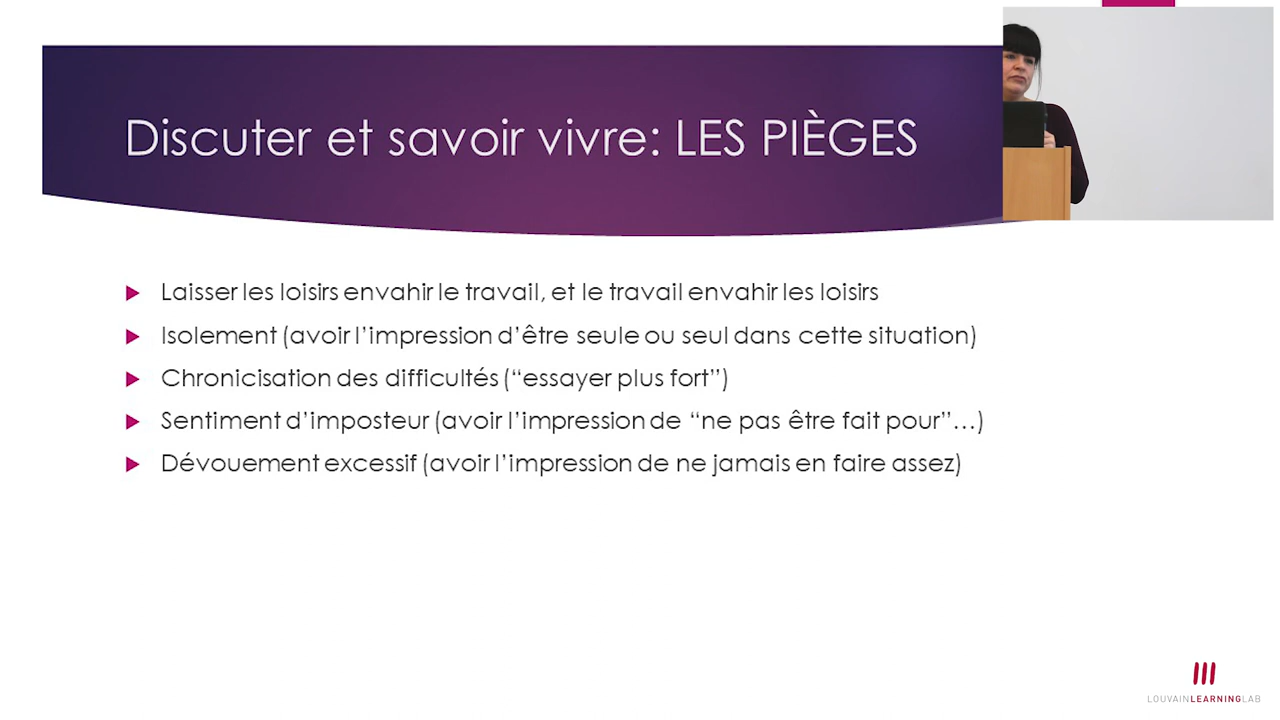 Discuter et savoir vivre: LES PIÈGES
Laisser les loisirs envahir le travail, et le travail envahir les loisirs
Isolement (avoir l’impression d’être seule ou seul dans cette situation)
Chronicisation des difficultés (“essayer plus fort”)
Sentiment d’imposteur (avoir l’impression de “ne pas être fait pour”…)
Dévouement excessif (avoir l’impression de ne jamais en faire assez)
LOUVAINLEARNINGLAB